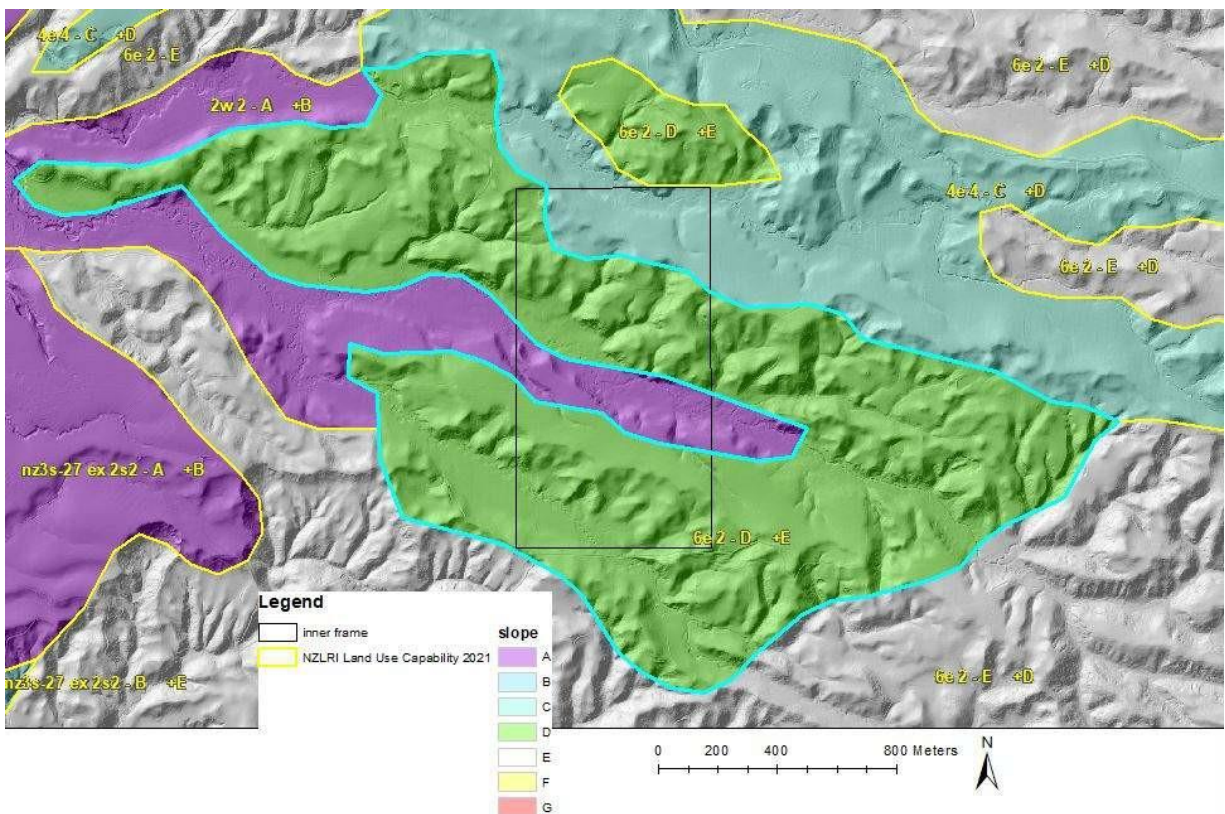 4e 4 - C +D
6e 2 - E
6e 2 - E +D
2w 2 - A +B
6e 2 - D +E
4e 4 - C +D
6e 2 - E +D
nz3s-27 ex 2s2 - A +B
6e 2 - D +E
nz3s-27 ex 2s2 - B +E
6e 2 - E +D
Legend
inner frame
NZLRI Land Use Capability 2021
slope
A
B
C
D
E
F
G
0 200 400 800 Meters
N